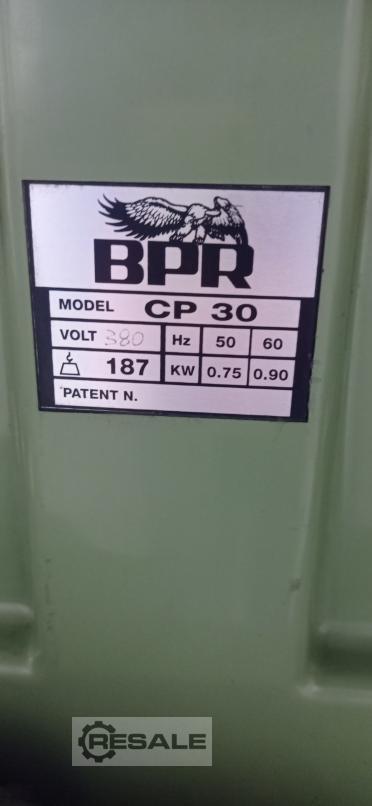 BPR
MODEL CP 30
VOLT 380 Hz 50 60
187 KW 0.75 0.90
PATENT N.
RESALE